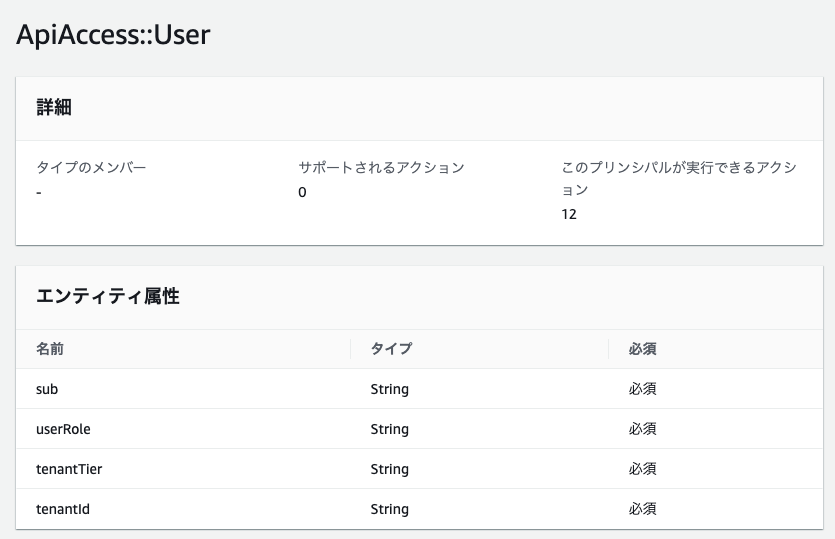 ApiAccess::User
詳細
タイプのメンバー
-
サポートされるアクション
0
このプリンシパルが実行できるアクシ
ョン
12
エンティティ属性
名前 タイプ 必須
sub String 必須
userRole String 必須
tenantTier String 必須
tenantId String 必須